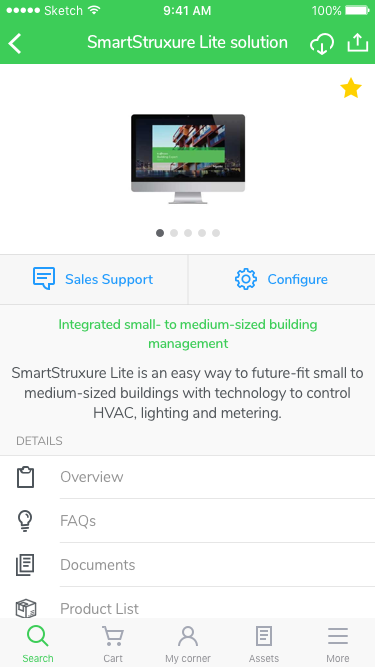 Sketch 9:41 AM 100%
SmartStruxure Lite solution
Sales Support Configure
Integrated small- to medium-sized building
management
SmartStruxure Lite is an easy way to future-fit small to
medium-sized buildings with technology to control
HVAC, lighting and metering.
DETAILS
Overview
FAQs
Documents
Product List
Search Cart My corner Assets More